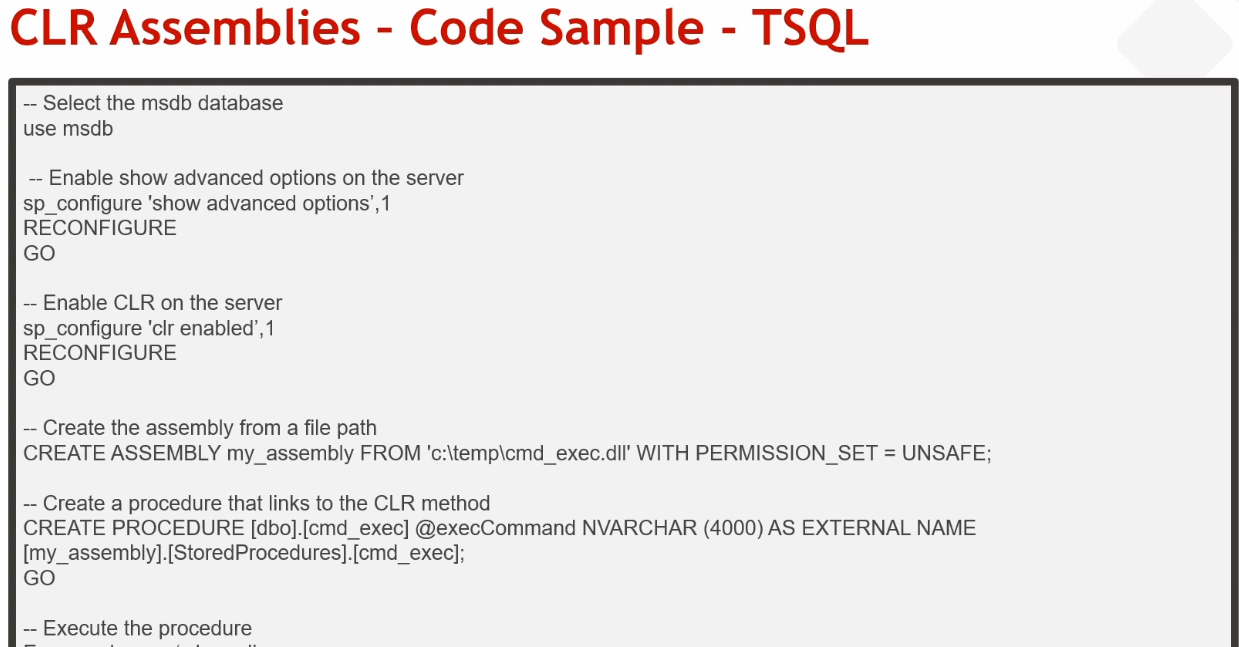 CLR Assemblies – Code Sample - TSQL
-- Select the msdb database
use msdb
-- Enable show advanced options on the server
sp_configure 'show advanced options’,1
RECONFIGURE
GO
-- Enable CLR on the server
sp_configure 'clr enabled’,1
RECONFIGURE
GO
-- Create the assembly from a file path
CREATE ASSEMBLY my_assembly FROM 'c:\temp\cmd_exec.dll' WITH PERMISSION_SET = UNSAFE;
-- Create a procedure that links to the CLR method
CREATE PROCEDURE [dbo].[cmd_exec] @execCommand NVARCHAR (4000) AS EXTERNAL NAME
[my_assembly].[StoredProcedures].[cmd_exec];
GO
-- Execute the procedure